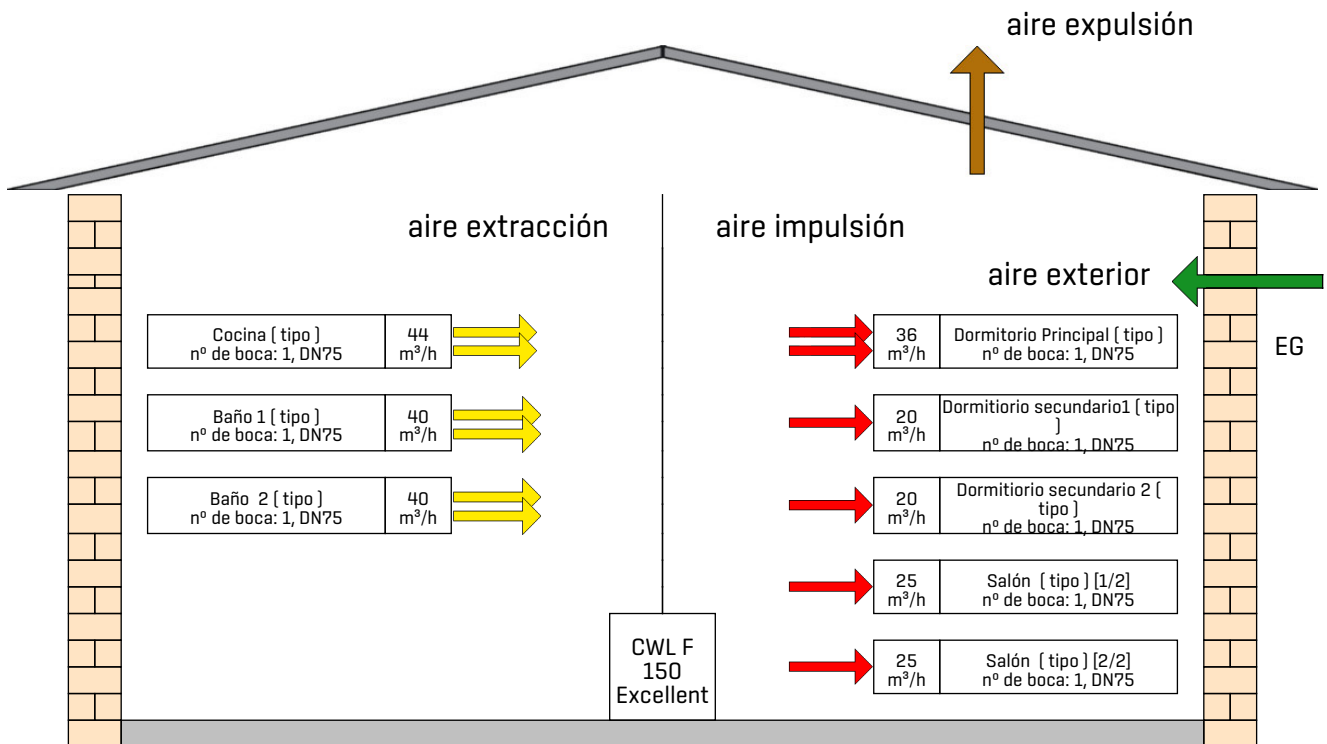 aire expulsión
aire extracción
aire impulsión
aire exterior
EG
Cocina ( tipo )
nº de boca: 1, DN75
44
m³/h
Baño 1 ( tipo )
nº de boca: 1, DN75
40
m³/h
Baño  2 ( tipo )
nº de boca: 1, DN75
40
m³/h
36
m³/h
Dormitorio Principal ( tipo )
nº de boca: 1, DN75
20
m³/h
Dormitiorio secundario1 ( tipo
)
nº de boca: 1, DN75
20
m³/h
Dormitiorio secundario 2 (
tipo )
nº de boca: 1, DN75
25
m³/h
Salón  ( tipo ) [1/2]
nº de boca: 1, DN75
25
m³/h
Salón  ( tipo ) [2/2]
nº de boca: 1, DN75
CWL F
150
Excellent